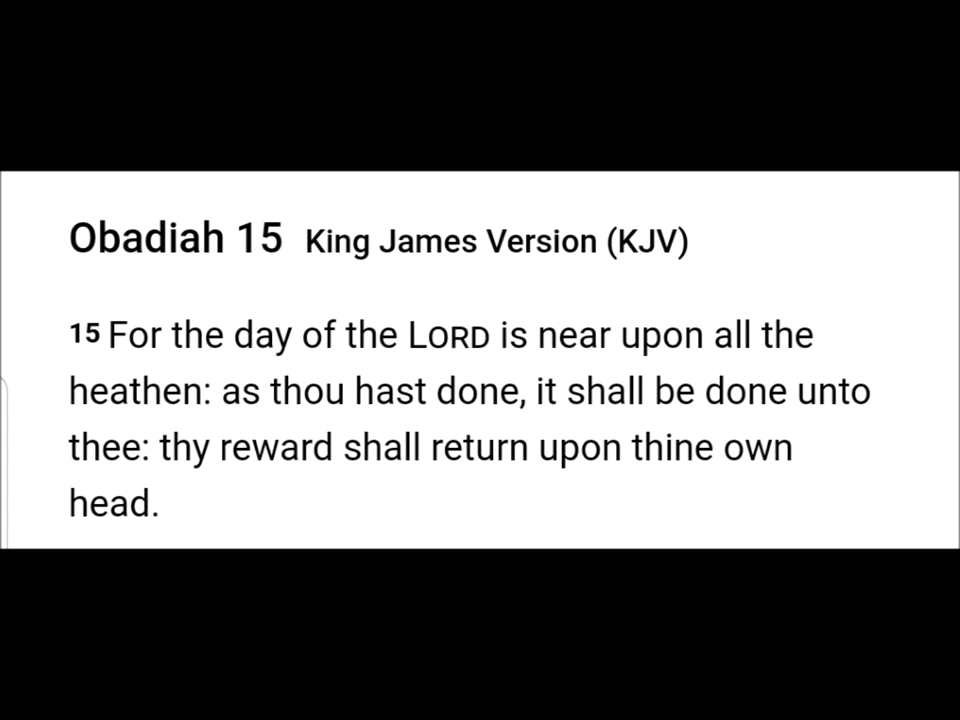 Obadiah 15 King James Version (KJV)
15 For the day of the LORD is near upon all the
heathen: as thou hast done, it shall be done unto
thee: thy reward shall return upon thine own
head.